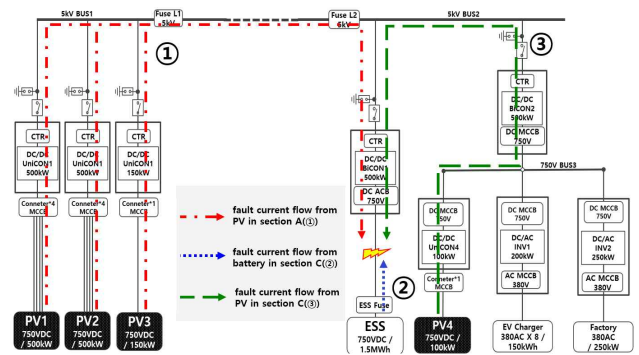 5kV BUS1
Fuse L1
5kV
Fuse L2
5kV
5kV BUS2
①
③
CTR
DC/DC
UniCON1
500kW
Conneter*4
MCCB
CTR
DC/DC
UniCON1
500kW
Conneter*4
MCCB
CTR
DC/DC
UniCON1
150kW
Conneter*1
MCCB
CTR
DC/DC
BiCON1
500kW
DC ACB
750V
CTR
DC/DC
BiCON2
500kW
DC MCCB
750V
750V BUS3
fault current flow from
PV in section A(①)
fault current flow from
battery in section C(②)
fault current flow from
PV in section C(③)
②
ESS Fuse
DC MCCB
750V
DC/DC
UniCON4
100kW
Conneter*1
MCCB
DC MCCB
750V
DC/AC
INV1
200kW
AC MCCB
380V
DC MCCB
750V
DC/AC
INV2
250kW
AC MCCB
380V
PV1
750VDC
/ 500kW
PV2
750VDC
/ 500kW
PV3
750VDC
/ 150kW
ESS
750VDC /
1.5MWh
PV4
750VDC /
100kW
EV Charger
380AC X 8 /
150kWh
Factory
380AC
/ 250kW